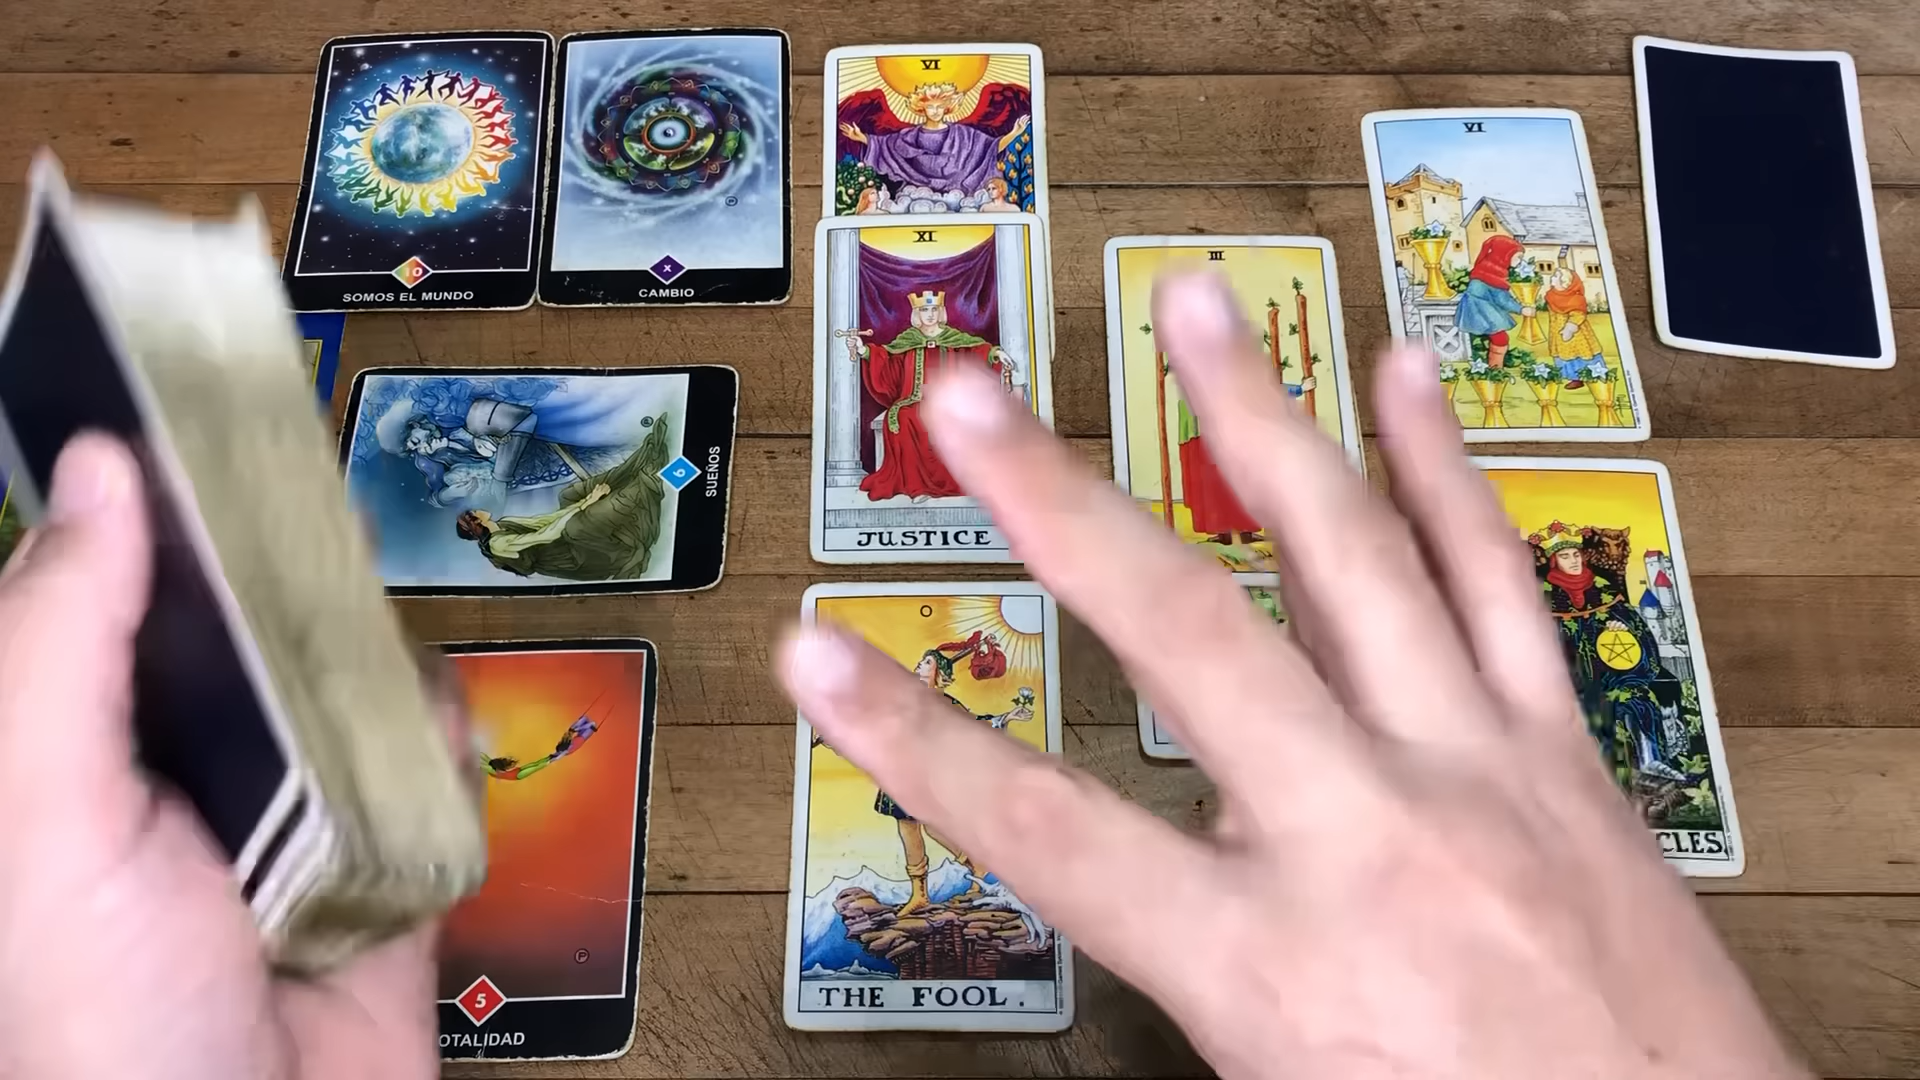 10
SOMOS EL MUNDO
X
CAMBIO
VI
XI
JUSTICE
III
VI
6
SUEÑOS
O
THE FOOL.
5
OTALIDAD
CLES